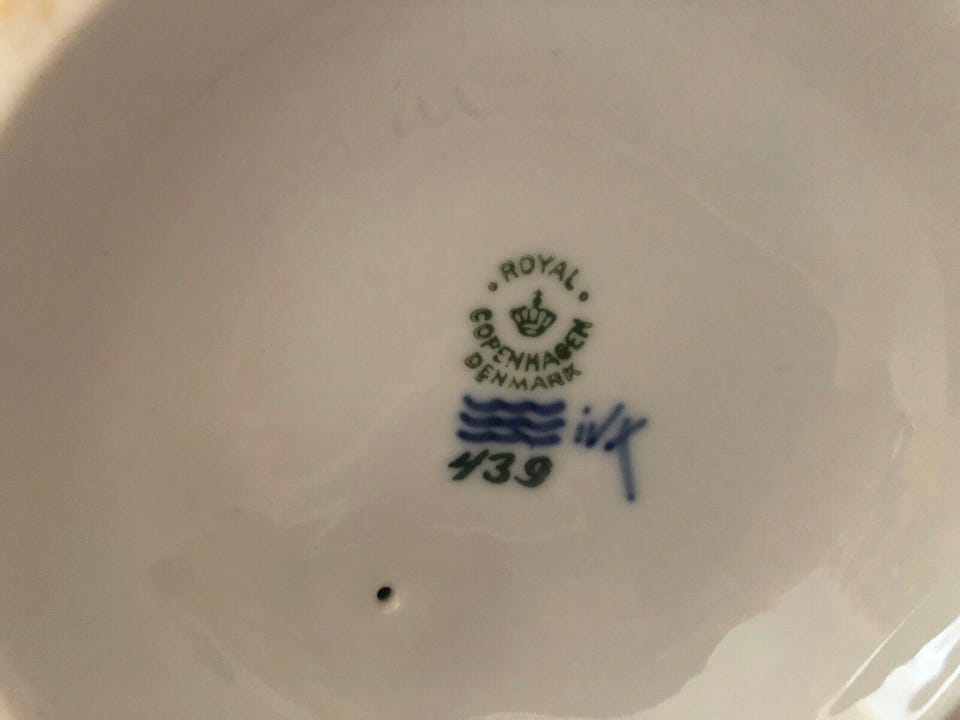 ROYAL
COPENHAGEN
DENMARK
439